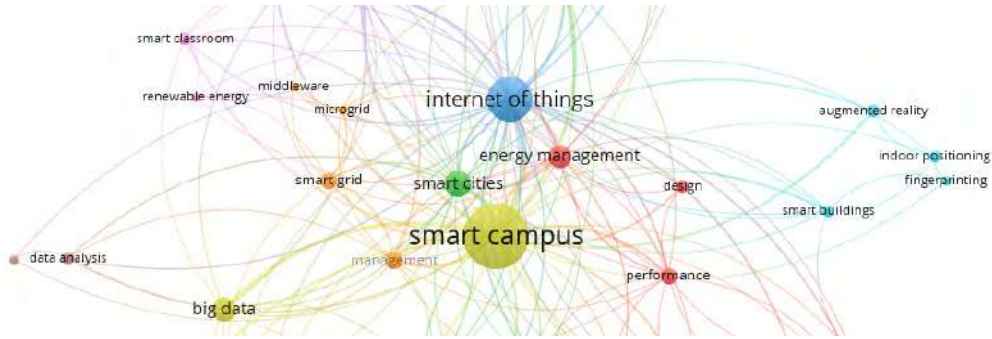 smart classroom
renewable energy
middleware
microgrid
internet of things
augmented reality
energy management
indoor positioning
smart grid
smart cities
design
fingerprinting
smart buildings
smart campus
data analysis
management
performance
big data